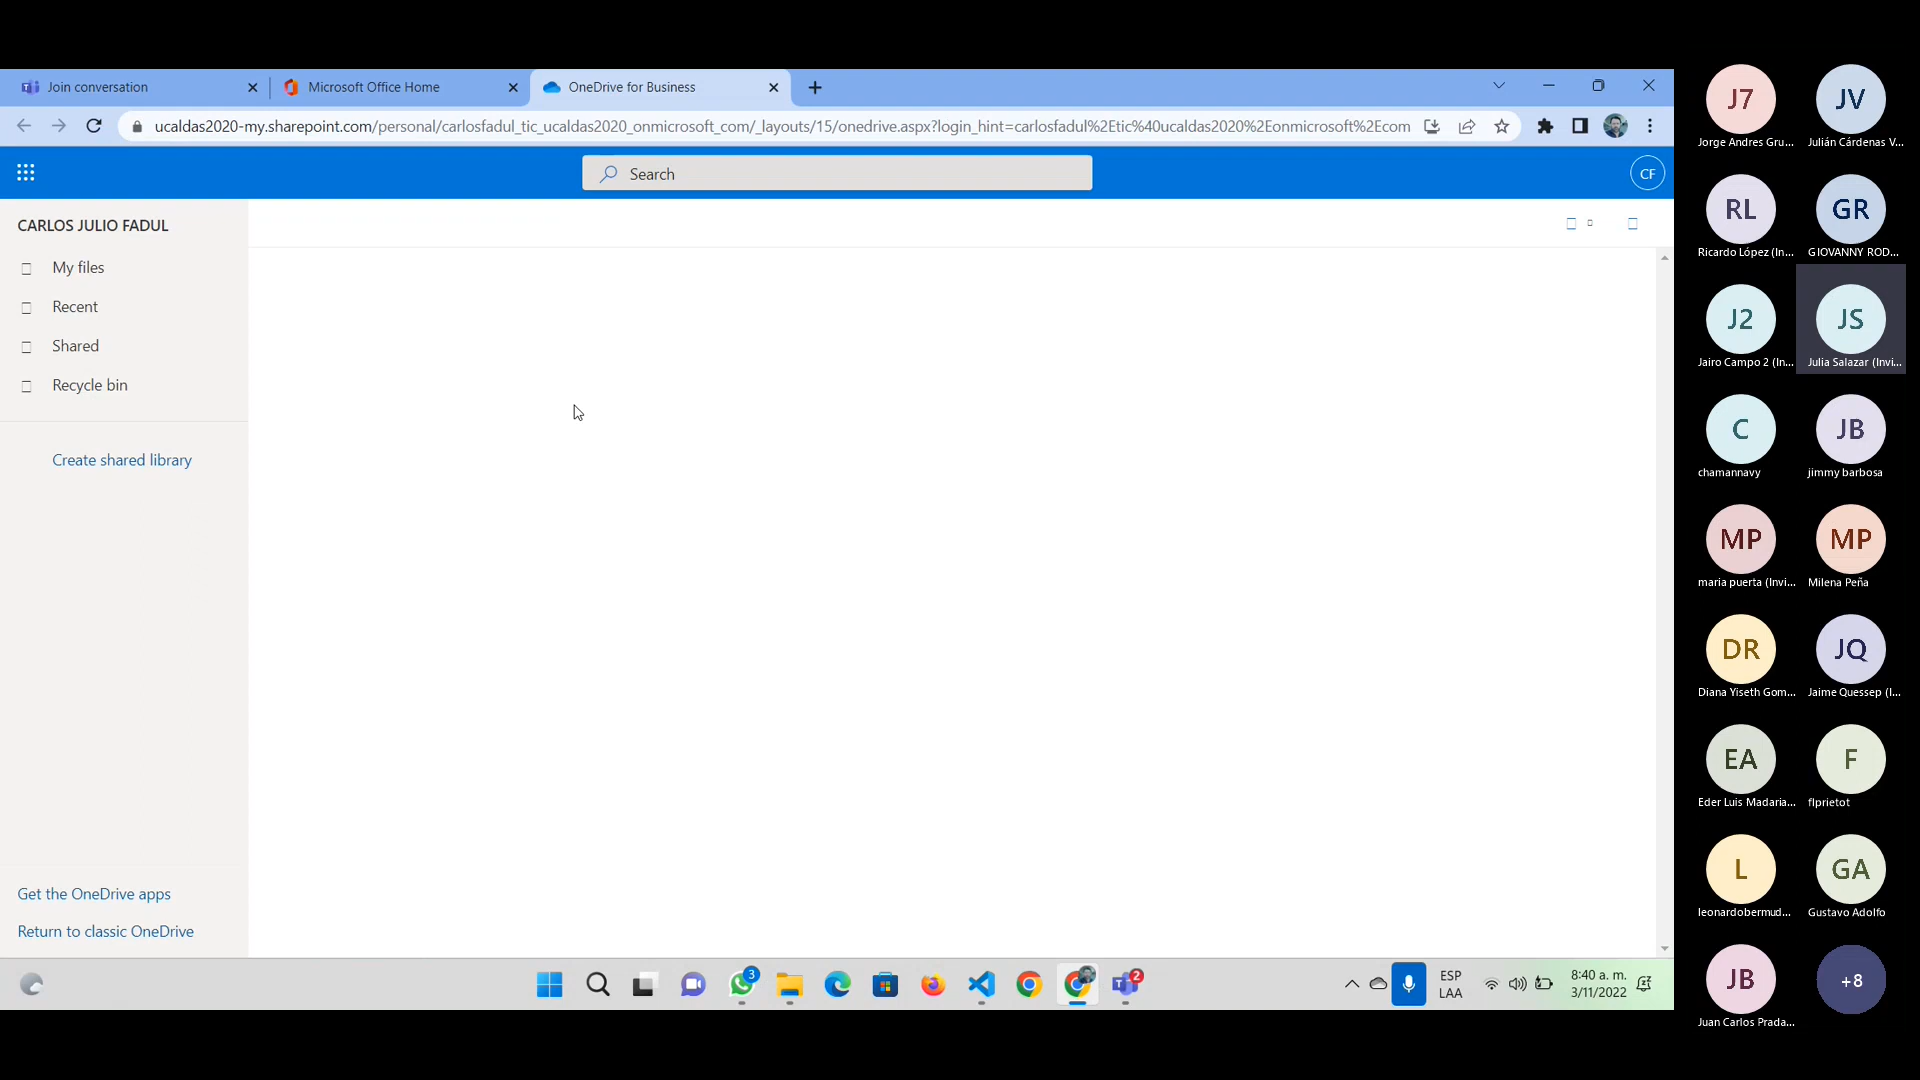 Join conversation
Microsoft Office Home
OneDrive for Business
ucaldas2020-my.sharepoint.com/personal/carlosfadul_tic_ucaldas2020_onmicrosoft_com/_layouts/15/onedrive.aspx?login_hint=carlosfadul%2Etic%40ucaldas2020%2Eonmicrosoft%2Ecom
Search
CF
CARLOS JULIO FADUL
My files
Recent
Shared
Recycle bin
Create shared library
Get the OneDrive apps
Return to classic OneDrive
3
2
ESP
LAA
8:40 a. m.
3/11/2022
J7
Jorge Andres Gru...
JV
Julián Cárdenas V...
RL
Ricardo López (In...
GR
GIOVANNY ROD...
J2
Jairo Campo 2 (In...
JS
Julia Salazar (Invi...
C
chamannavy
JB
jimmy barbosa
MP
maria puerta (Invi...
MP
Milena Peña
DR
Diana Yiseth Gom...
JQ
Jaime Quessep (I...
EA
Eder Luis Madaria...
F
flprietot
L
leonardobermud...
GA
Gustavo Adolfo
JB
Juan Carlos Prada...
+8